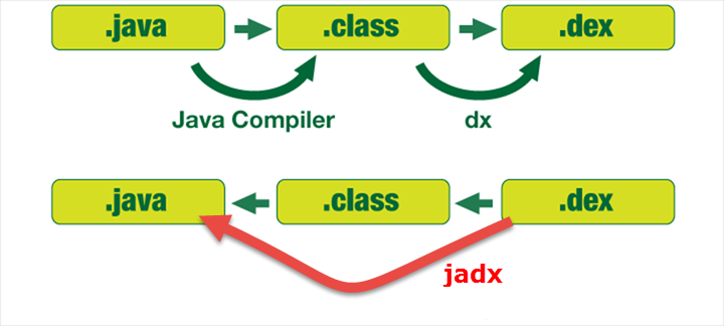 .java .class .dex
Java Compiler dx
.java .class .dex
jadx